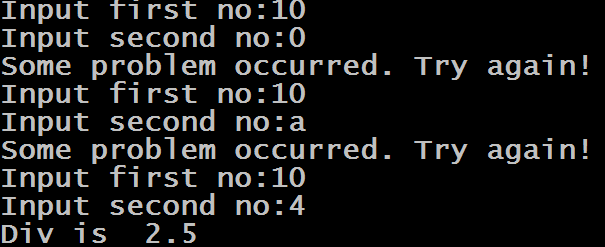 Input first no:10
Input second no:0
Some problem occurred. Try again!
Input first no:10
Input second no:a
Some problem occurred. Try again!
Input first no:10
Input second no:4
Div is  2.5